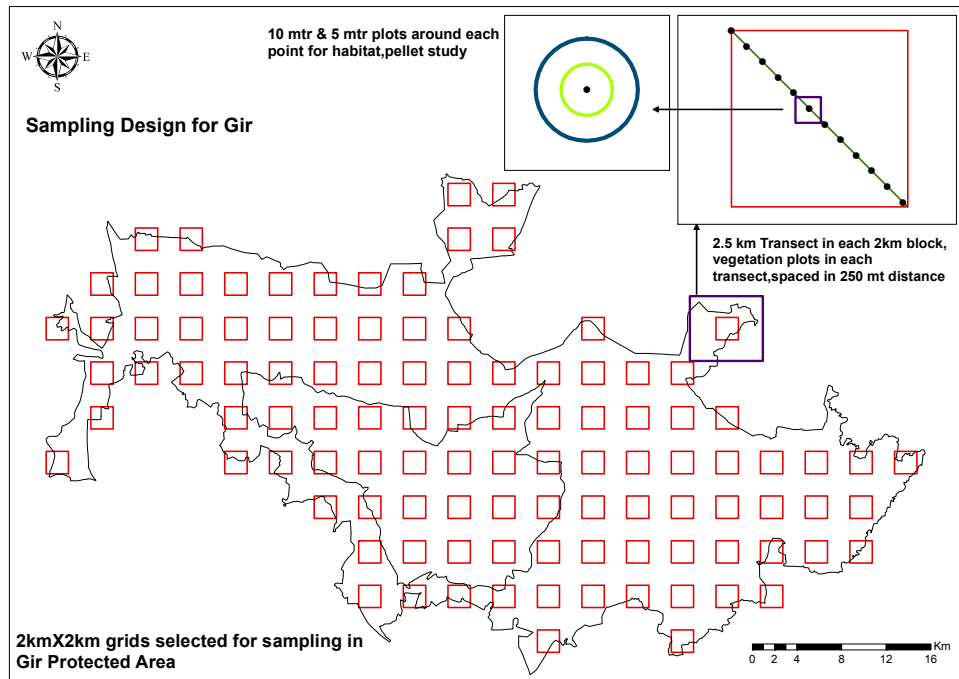 N
W E
S
10 mtr & 5 mtr plots around each
point for habitat,pellet study
Sampling Design for Gir
2.5 km Transect in each 2km block,
vegetation plots in each
transect,spaced in 250 mt distance
2kmX2km grids selected for sampling in
Gir Protected Area
Km
0 2 4 8 12 16